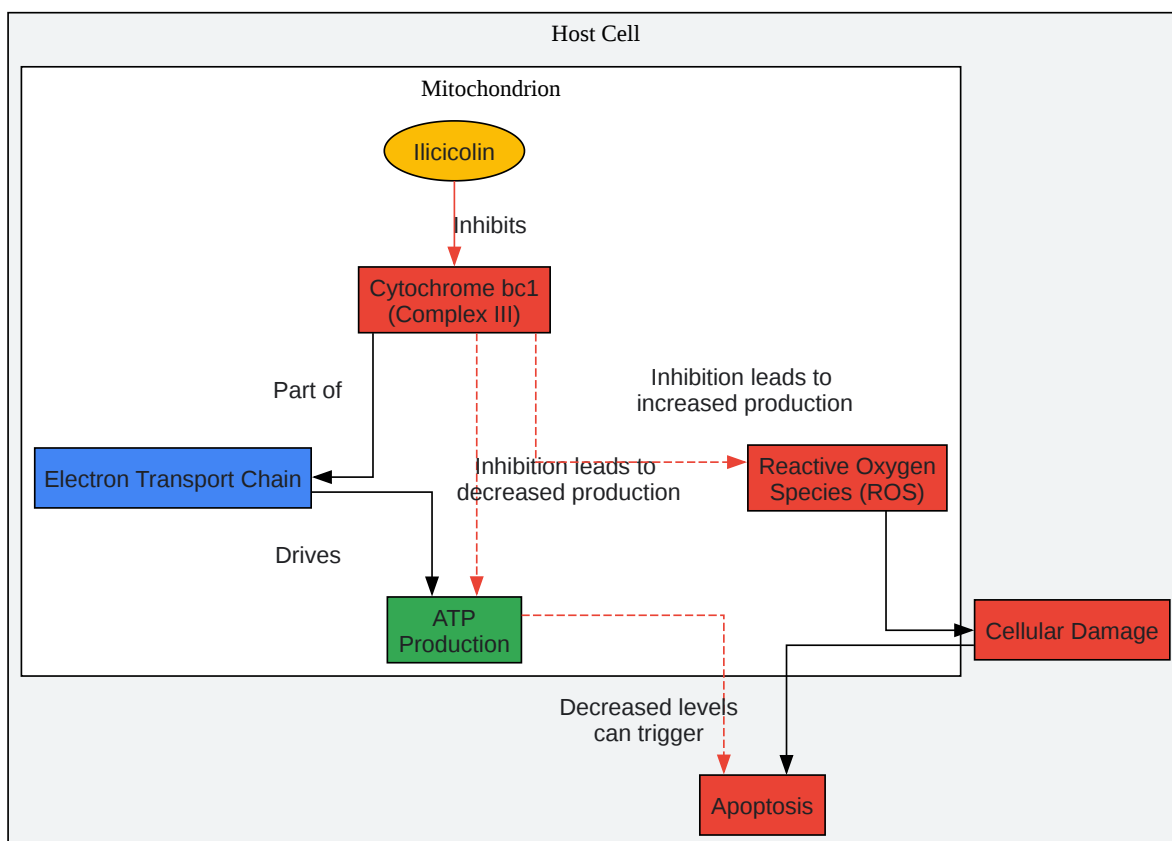 Host Cell
Mitochondrion
Ilicicolin
Inhibits
Cytochrome bc1
(Complex III)
Part of
Inhibition leads to
increased production
Electron Transport Chain
Inhibition leads to
decreased production
Reactive Oxygen
Species (ROS)
Drives
ATP
Production
Cellular Damage
Decreased levels
can trigger
Apoptosis